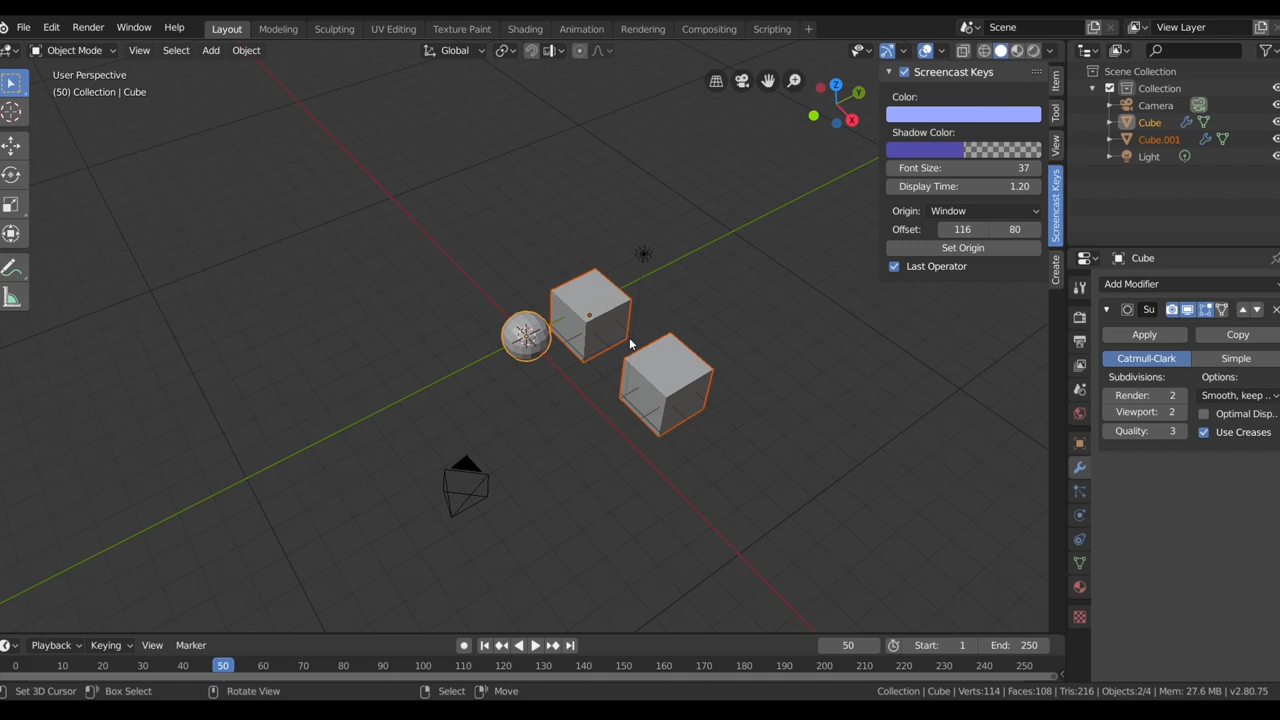 File Edit Render Window Help Layout Modeling Sculpting UV Editing Texture Paint Shading Animation Rendering Compositing Scripting + Scene View Layer
Object Mode View Select Add Object Global
User Perspective
(50) Collection | Cube
Screencast Keys
Color:
Shadow Color:
Font Size: 37
Display Time: 1.20
Origin: Window
Offset: 116 80
Set Origin
Last Operator
Item
Tool
View
Screencast Keys
Create
X
Y
Z
Scene Collection
Collection
Camera
Cube
Cube.001
Light
Cube
Add Modifier
Su
Apply Copy
Catmull-Clark Simple
Subdivisions: Options:
Render: 2 Smooth, keep ..
Viewport: 2 Optimal Disp..
Quality: 3 Use Creases
Playback Keying View Marker 50 Start: 1 End: 250
0 10 20 30 40 50 60 70 80 90 100 110 120 130 140 150 160 170 180 190 200 210 220 230 240 250
Set 3D Cursor Box Select Rotate View Select Move Collection | Cube | Verts:114 | Faces:108 | Tris:216 | Objects:2/4 | Mem: 27.6 MB | v2.80.75